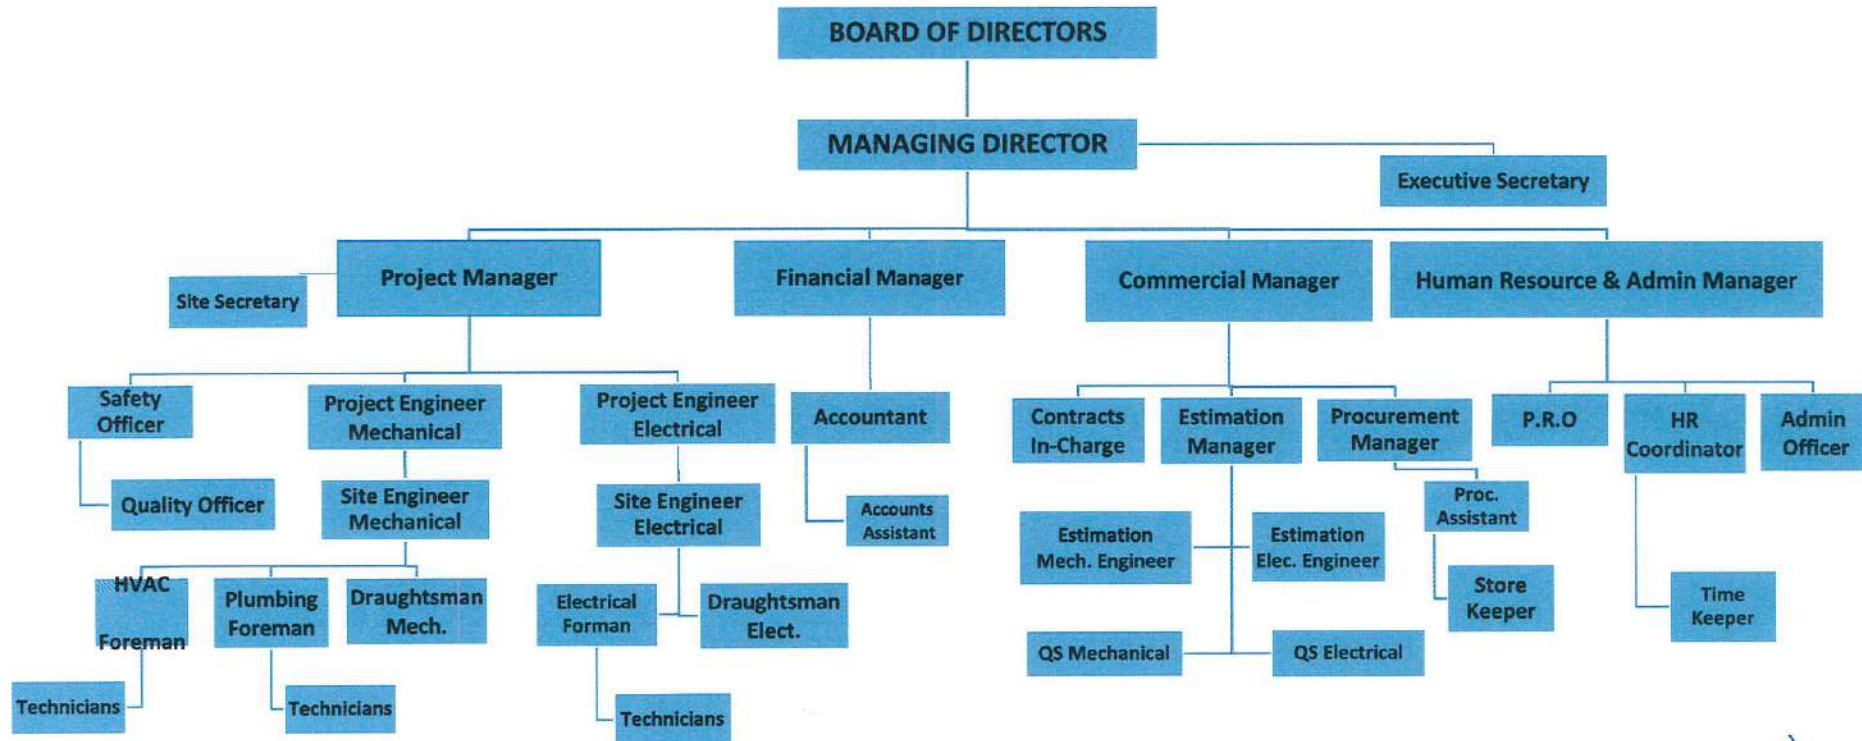 BOARD OF DIRECTORS
MANAGING DIRECTOR
Executive Secretary
Project Manager
Financial Manager
Commercial Manager
Human Resource & Admin Manager
Site Secretary
Safety
Officer
Project Engineer
Mechanical
Project Engineer
Electrical
Accountant
Contracts
In-Charge
Estimation
Manager
Procurement
Manager
P.R.O
HR
Coordinator
Admin
Officer
Quality Officer
Site Engineer
Mechanical
Site Engineer
Electrical
Accounts
Assistant
Estimation
Mech. Engineer
Estimation
Elec. Engineer
Proc.
Assistant
HVAC
Foreman
Plumbing
Foreman
Draughtsman
Mech.
Electrical
Forman
Draughtsman
Elect.
Store
Keeper
Time
Keeper
QS Mechanical
QS Electrical
Technicians
Technicians
Technicians